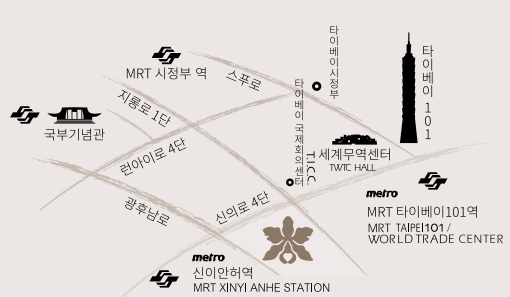 MRT 시정부 역
스푸로
타이베이시정부
타이베이 101
지룽로 1단
국부기념관
런아이로 4단
타이베이 국제회의센터
T.I.C.C.
세계무역센터
TWTC HALL
광후남로
신의로 4단
metro
MRT 타이베이101역
MRT TAIPEI101 /
WORLD TRADE CENTER
metro
신이안허역
MRT XINYI ANHE STATION